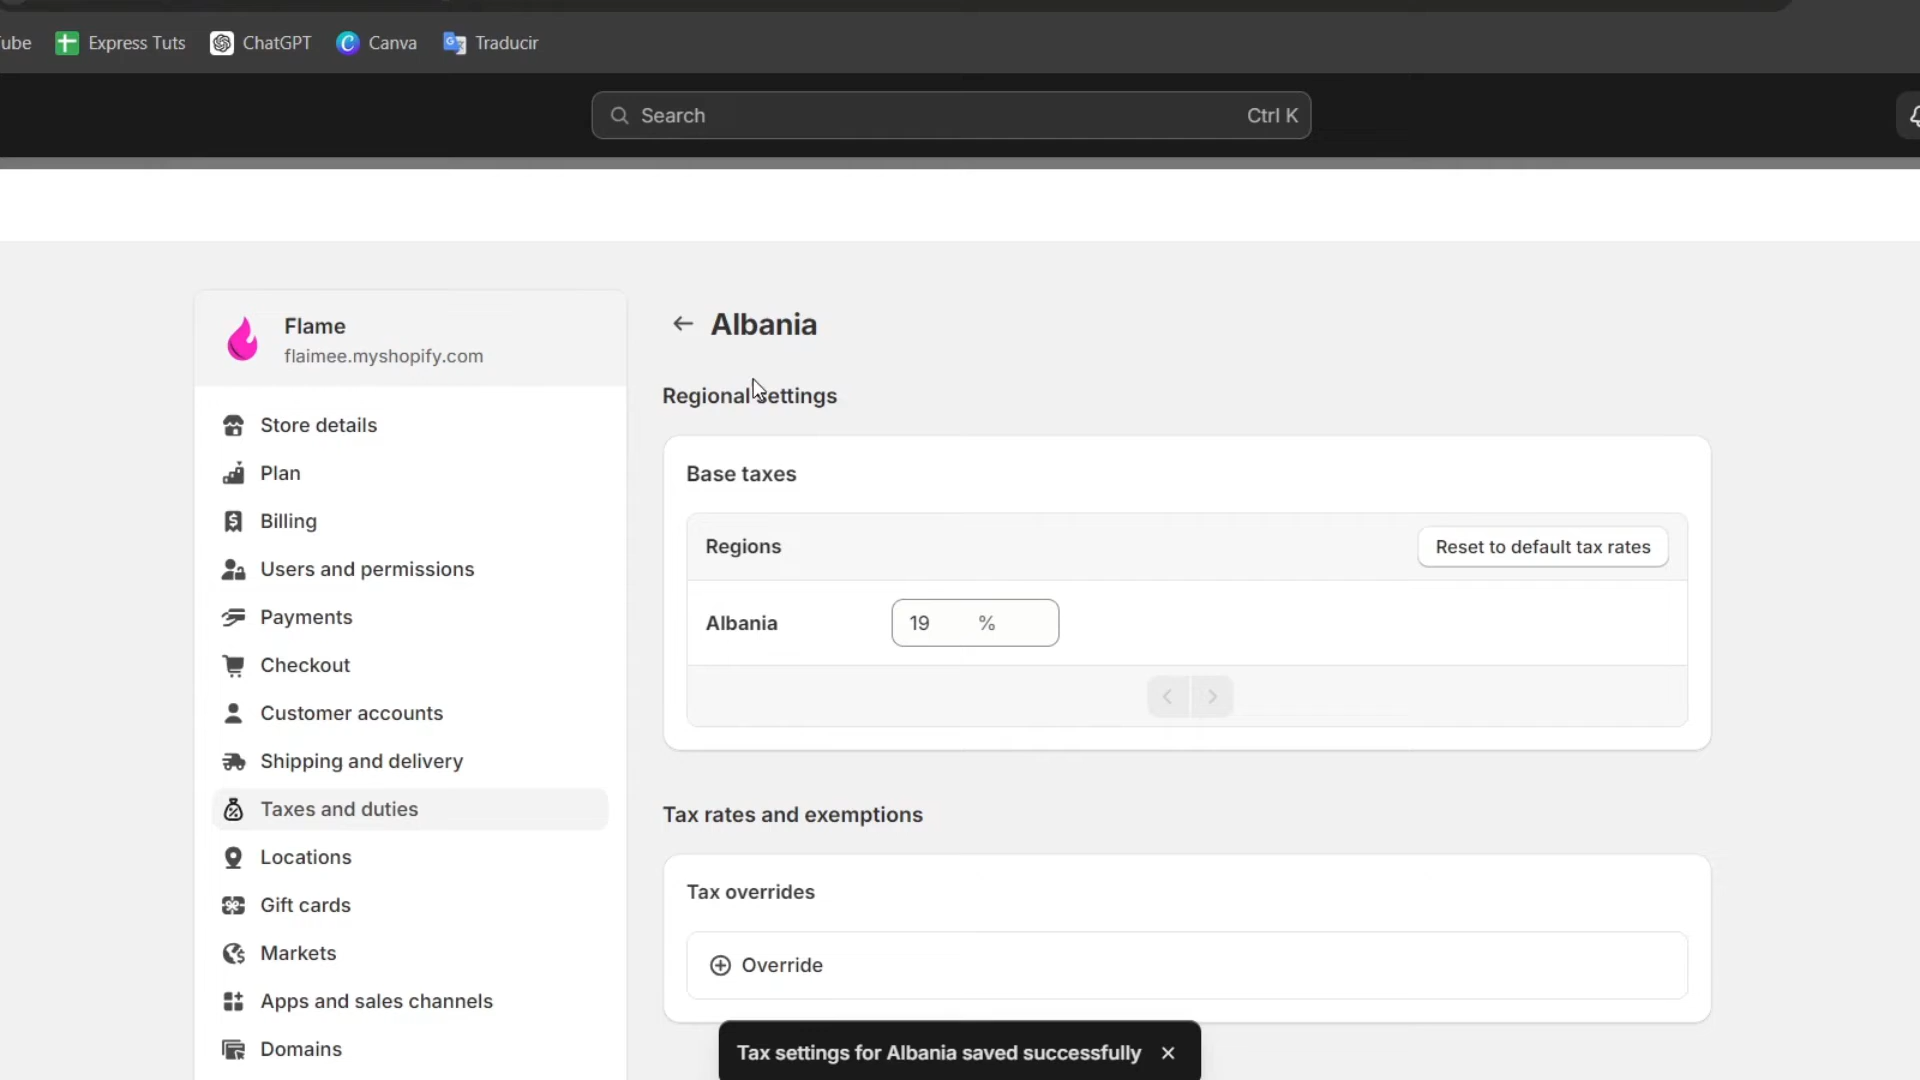 Express Tuts
ChatGPT
Canva
Traducir
Search
Ctrl K
Flame
flaimee.myshopify.com
Store details
Plan
Billing
Users and permissions
Payments
Checkout
Customer accounts
Shipping and delivery
Taxes and duties
Locations
Gift cards
Markets
Apps and sales channels
Domains
Albania
Regional settings
Base taxes
Regions
Reset to default tax rates
Albania
19 %
Tax rates and exemptions
Tax overrides
Override
Tax settings for Albania saved successfully